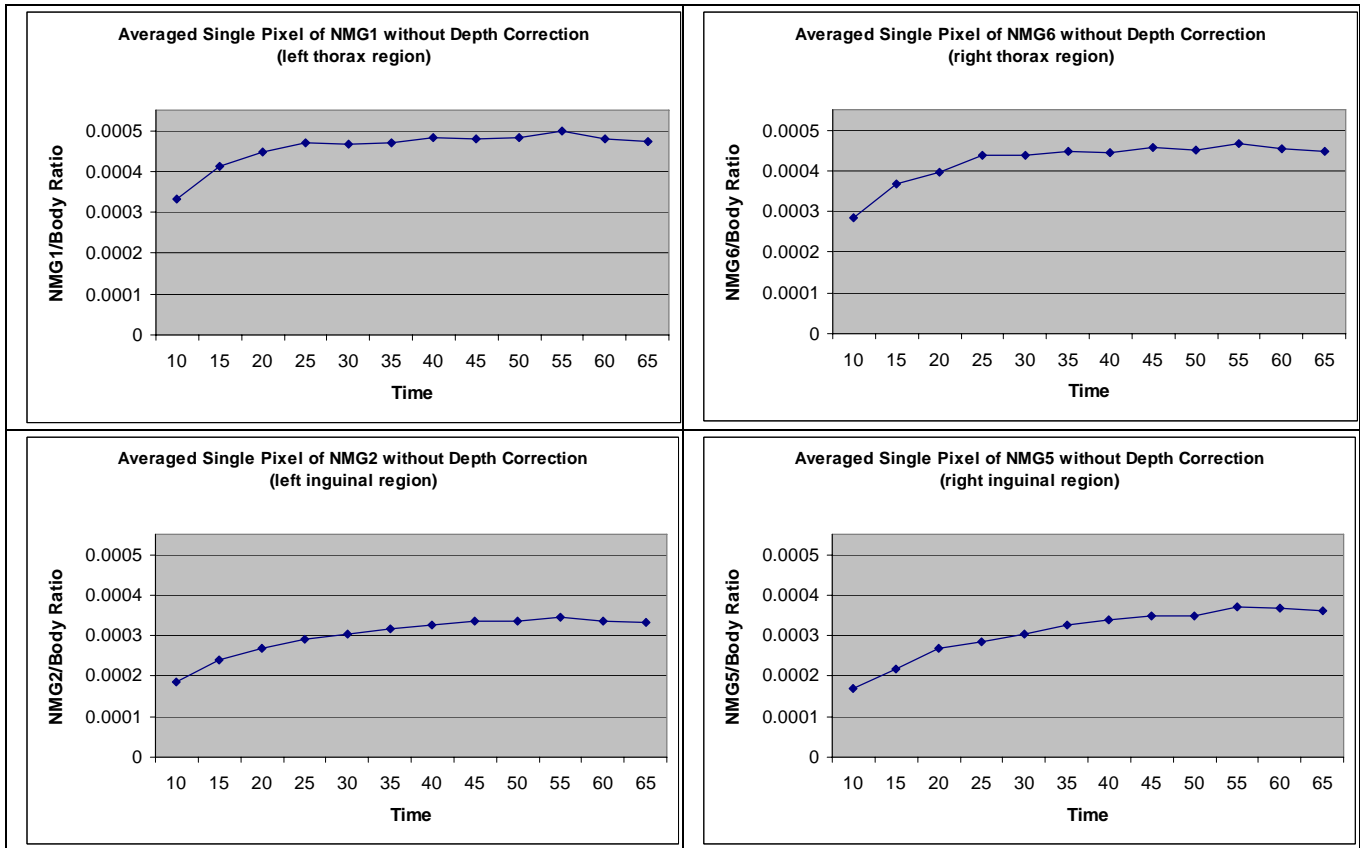 Averaged Single Pixel of NMG1 without Depth Correction
(left thorax region)
0.0005
0.0004
0.0003
0.0002
0.0001
0
NMG1/Body Ratio
10 15 20 25 30 35 40 45 50 55 60 65
Time
Averaged Single Pixel of NMG6 without Depth Correction
(right thorax region)
0.0005
0.0004
0.0003
0.0002
0.0001
0
NMG6/Body Ratio
10 15 20 25 30 35 40 45 50 55 60 65
Time
Averaged Single Pixel of NMG2 without Depth Correction
(left inguinal region)
0.0005
0.0004
0.0003
0.0002
0.0001
0
NMG2/Body Ratio
10 15 20 25 30 35 40 45 50 55 60 65
Time
Averaged Single Pixel of NMG5 without Depth Correction
(right inguinal region)
0.0005
0.0004
0.0003
0.0002
0.0001
0
NMG5/Body Ratio
10 15 20 25 30 35 40 45 50 55 60 65
Time